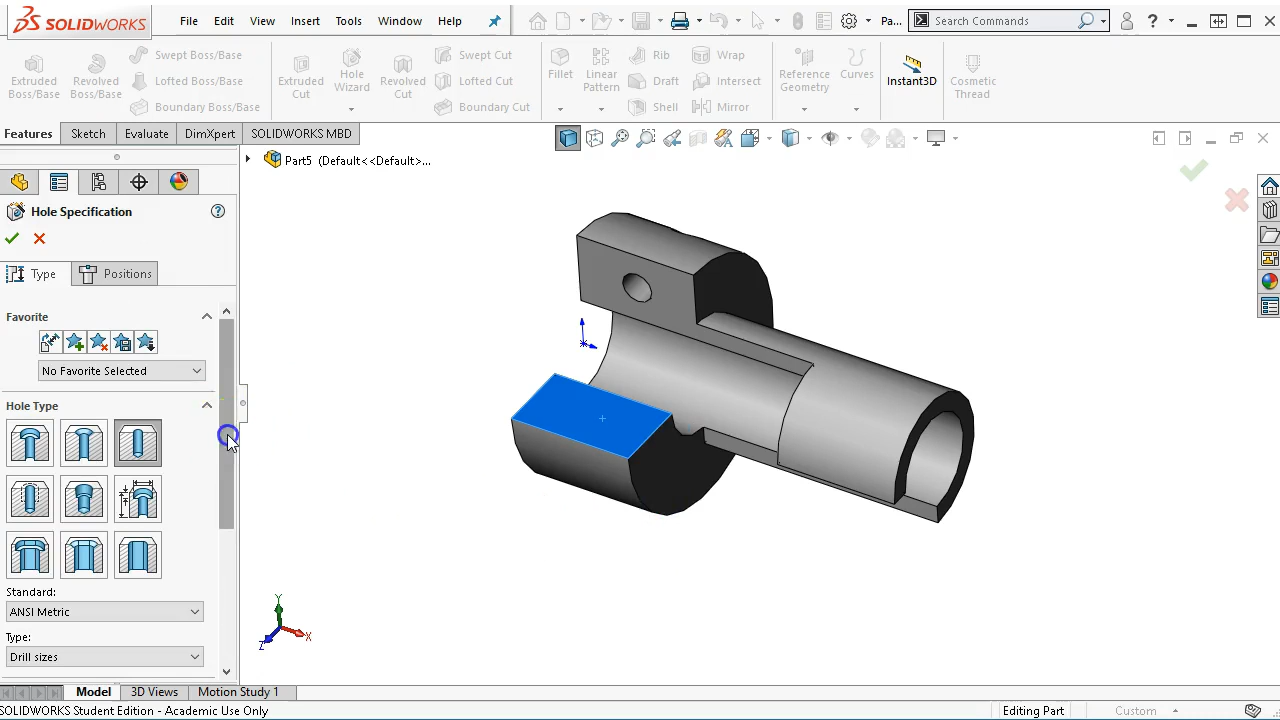 SOLIDWORKS File Edit View Insert Tools Window Help Pa... Search Commands ?
Extruded Boss/Base
Revolved Boss/Base
Swept Boss/Base
Lofted Boss/Base
Boundary Boss/Base
Extruded Cut
Hole Wizard
Revolved Cut
Swept Cut
Lofted Cut
Boundary Cut
Fillet
Linear Pattern
Rib
Draft
Shell
Wrap
Intersect
Mirror
Reference Geometry
Curves
Instant3D
Cosmetic Thread
Features Sketch Evaluate DimXpert SOLIDWORKS MBD
Part5 (Default<<Default>...
Hole Specification ?
Type Positions
Favorite
No Favorite Selected
Hole Type
Standard:
ANSI Metric
Type:
Drill sizes
Y
X
Z
Model 3D Views Motion Study 1
SOLIDWORKS Student Edition - Academic Use Only Editing Part Custom